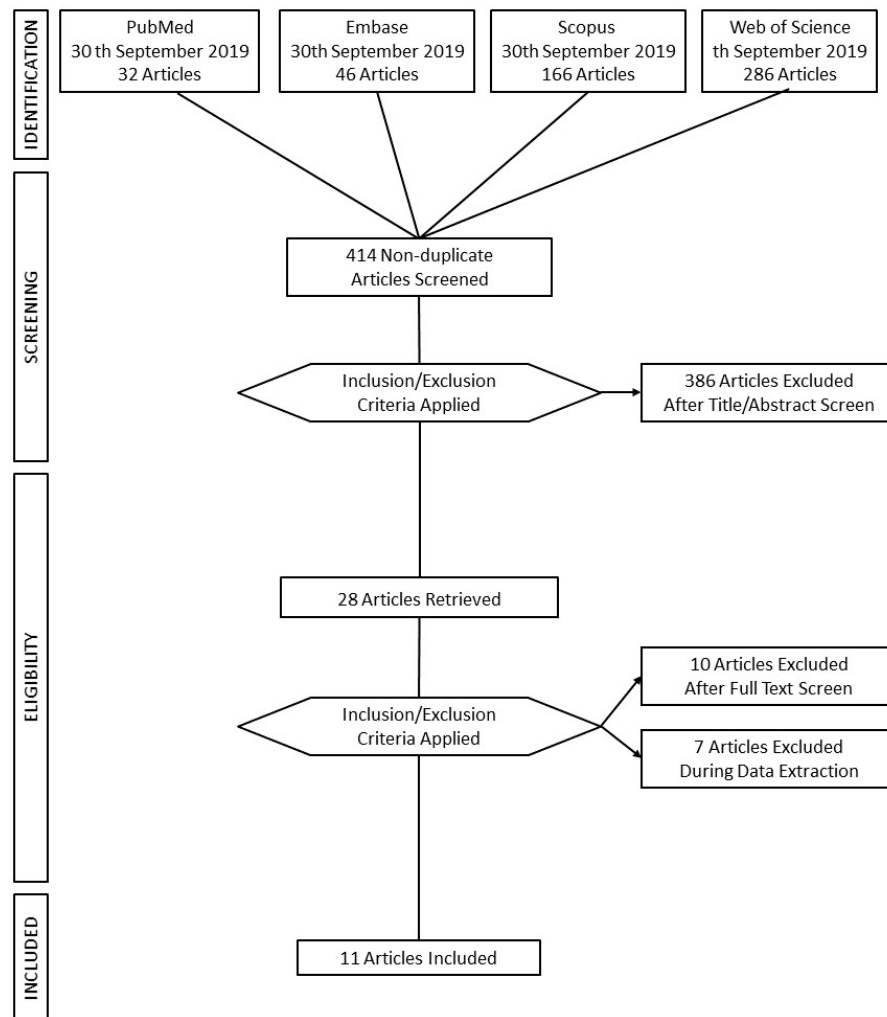 IDENTIFICATION
PubMed
30 th September 2019
32 Articles
Embase
30th September 2019
46 Articles
Scopus
30th September 2019
166 Articles
Web of Science
th September 2019
286 Articles
SCREENING
414 Non-duplicate
Articles Screened
Inclusion/Exclusion
Criteria Applied
386 Articles Excluded
After Title/Abstract Screen
ELIGIBILITY
28 Articles Retrieved
Inclusion/Exclusion
Criteria Applied
10 Articles Excluded
After Full Text Screen
7 Articles Excluded
During Data Extraction
INCLUDED
11 Articles Included